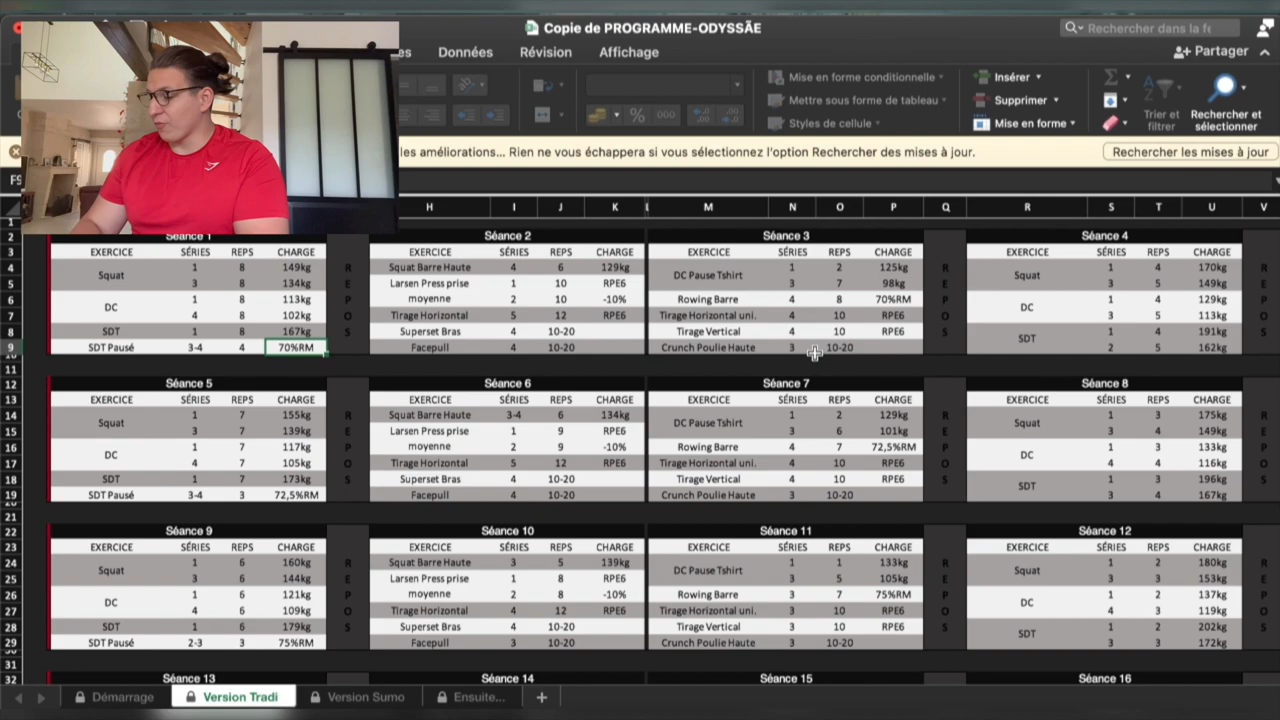 Copie de PROGRAMME-ODYSSÃE
Rechercher dans la fe
es Données Révision Affichage
Partager
Mise en forme conditionnelle
Mettre sous forme de tableau
Styles de cellule
Insérer
Supprimer
Mise en forme
Trier et filtrer
Rechercher et sélectionner
les améliorations... Rien ne vous échappera si vous sélectionnez l'option Rechercher des mises à jour.
Rechercher les mises à jour
F9
H I J K L M N O P Q R S T U V
Séance 1
EXERCICE SÉRIES REPS CHARGE
Squat 1 8 149kg
3 8 134kg
DC 1 8 113kg
4 8 102kg
SDT 1 8 167kg
SDT Pausé 3-4 4 70%RM
REPOS
Séance 2
EXERCICE SÉRIES REPS CHARGE
Squat Barre Haute 4 6 129kg
Larsen Press prise 1 10 RPE6
moyenne 2 10 -10%
Tirage Horizontal 5 12 RPE6
Superset Bras 4 10-20
Facepull 4 10-20
Séance 3
EXERCICE SÉRIES REPS CHARGE
DC Pause Tshirt 1 2 125kg
3 7 98kg
Rowing Barre 4 8 70%RM
Tirage Horizontal uni. 4 10 RPE6
Tirage Vertical 4 10 RPE6
Crunch Poulie Haute 3 10-20
REPOS
Séance 4
EXERCICE SÉRIES REPS CHARGE
Squat 1 4 170kg
3 5 149kg
DC 1 4 129kg
3 5 113kg
SDT 1 4 191kg
2 5 162kg
Séance 5
EXERCICE SÉRIES REPS CHARGE
Squat 1 7 155kg
3 7 139kg
DC 1 7 117kg
4 7 105kg
SDT 1 7 173kg
SDT Pausé 3-4 3 72,5%RM
REPOS
Séance 6
EXERCICE SÉRIES REPS CHARGE
Squat Barre Haute 3-4 6 134kg
Larsen Press prise 1 9 RPE6
moyenne 2 9 -10%
Tirage Horizontal 5 12 RPE6
Superset Bras 4 10-20
Facepull 4 10-20
Séance 7
EXERCICE SÉRIES REPS CHARGE
DC Pause Tshirt 1 2 129kg
3 6 101kg
Rowing Barre 4 7 72,5%RM
Tirage Horizontal uni. 4 10 RPE6
Tirage Vertical 4 10 RPE6
Crunch Poulie Haute 3 10-20
REPOS
Séance 8
EXERCICE SÉRIES REPS CHARGE
Squat 1 3 175kg
3 4 149kg
DC 1 3 133kg
4 4 116kg
SDT 1 3 196kg
3 4 167kg
Séance 9
EXERCICE SÉRIES REPS CHARGE
Squat 1 6 160kg
3 6 144kg
DC 1 6 121kg
4 6 109kg
SDT 1 6 179kg
SDT Pausé 2-3 3 75%RM
REPOS
Séance 10
EXERCICE SÉRIES REPS CHARGE
Squat Barre Haute 3 5 139kg
Larsen Press prise 1 8 RPE6
moyenne 2 8 -10%
Tirage Horizontal 4 12 RPE6
Superset Bras 4 10-20
Facepull 3 10-20
Séance 11
EXERCICE SÉRIES REPS CHARGE
DC Pause Tshirt 1 1 133kg
3 5 105kg
Rowing Barre 3 7 75%RM
Tirage Horizontal uni. 3 10 RPE6
Tirage Vertical 3 10 RPE6
Crunch Poulie Haute 3 10-20
REPOS
Séance 12
EXERCICE SÉRIES REPS CHARGE
Squat 1 2 180kg
3 3 153kg
DC 1 2 137kg
4 3 119kg
SDT 1 2 202kg
3 3 172kg
Séance 13 Séance 14 Séance 15 Séance 16
Démarrage Version Tradi Version Sumo Ensuite... +